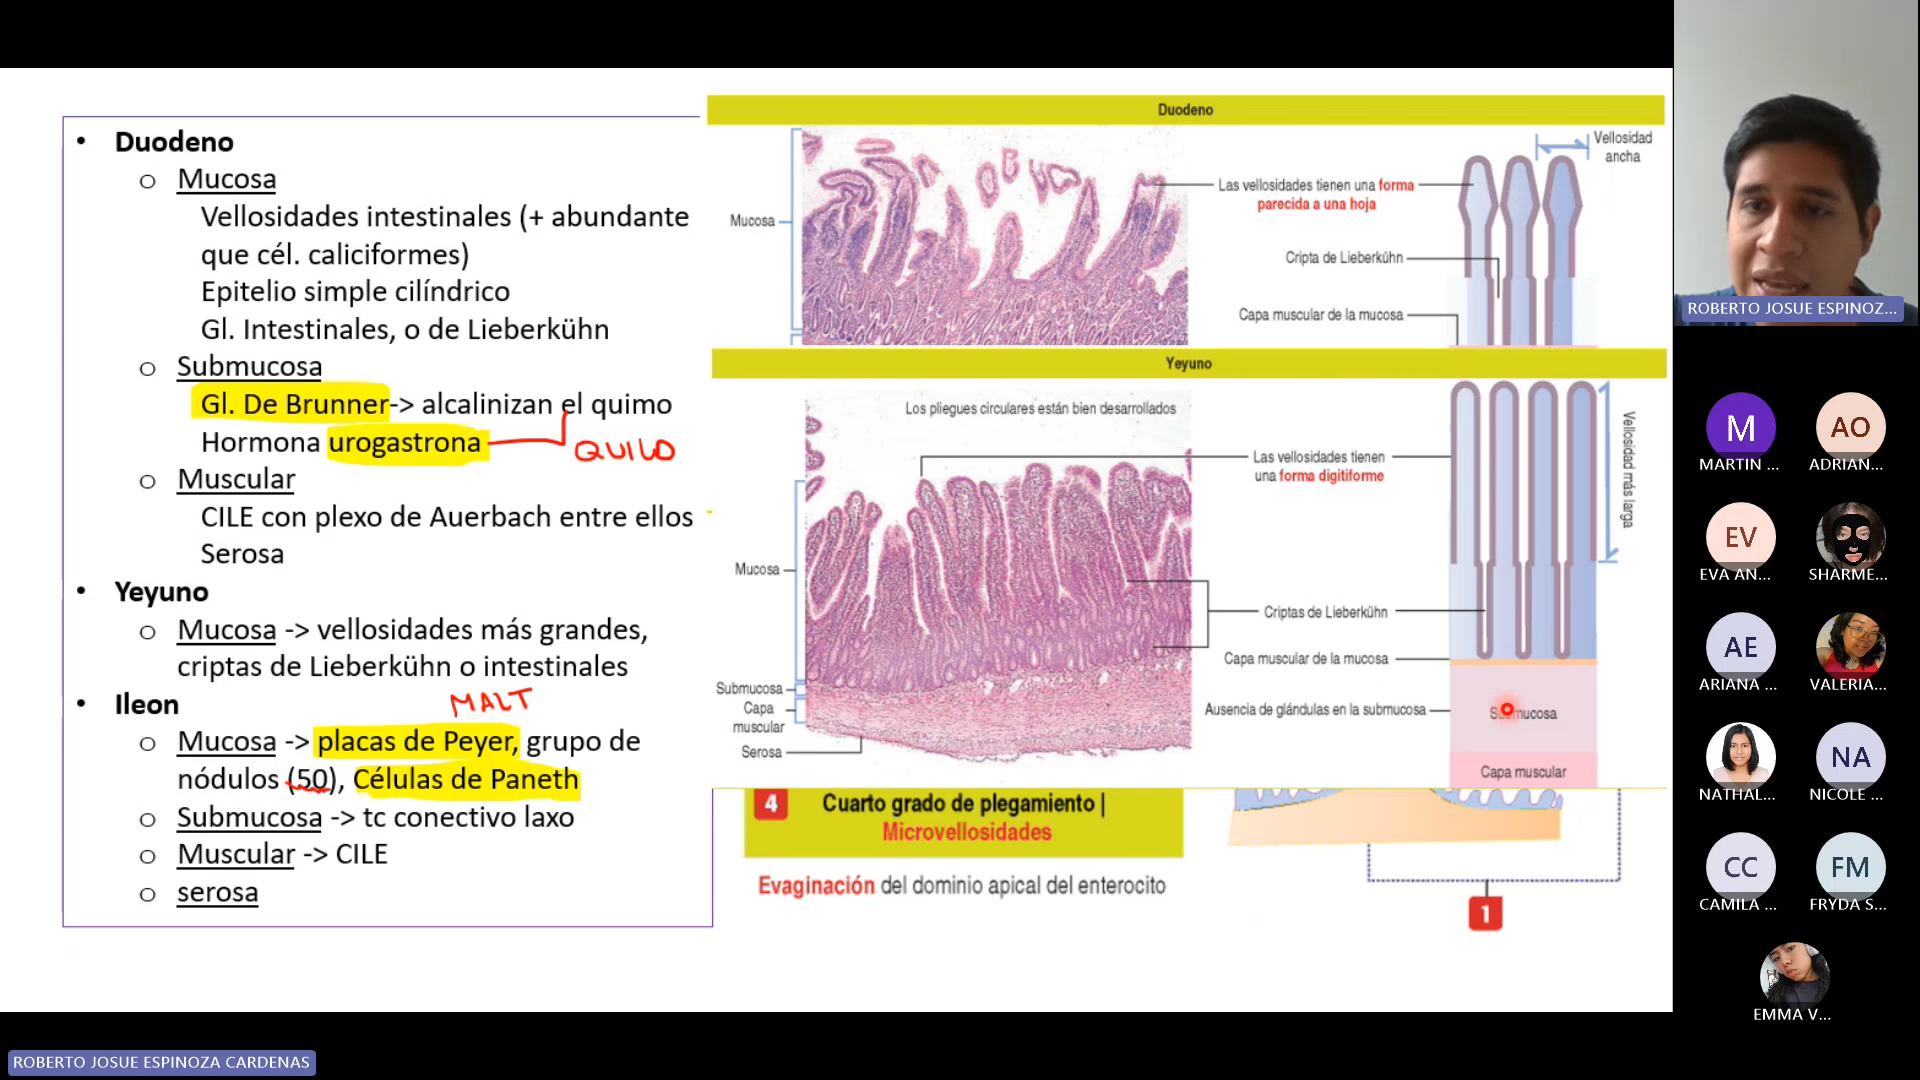 • Duodeno
o Mucosa
Vellosidades intestinales (+ abundante
que cél. caliciformes)
Epitelio simple cilíndrico
Gl. Intestinales, o de Lieberkühn
o Submucosa
Gl. De Brunner-> alcalinizan el quimo
Hormona urogastrona
QUILO
o Muscular
CILE con plexo de Auerbach entre ellos
Serosa
• Yeyuno
o Mucosa -> vellosidades más grandes,
criptas de Lieberkühn o intestinales
• Ileon
MALT
o Mucosa -> placas de Peyer, grupo de
nódulos (50), Células de Paneth
o Submucosa -> tc conectivo laxo
o Muscular -> CILE
o serosa
Duodeno
Mucosa
Vellosidad
ancha
Las vellosidades tienen una forma
parecida a una hoja
Cripta de Lieberkühn
Capa muscular de la mucosa
Yeyuno
Los pliegues circulares están bien desarrollados
Las vellosidades tienen
una forma digitiforme
Vellosidad más larga
Mucosa
Criptas de Lieberkühn
Capa muscular de la mucosa
Submucosa
Capa
muscular
Serosa
Ausencia de glándulas en la submucosa
Submucosa
Capa muscular
4
Cuarto grado de plegamiento |
Microvellosidades
Evaginación del dominio apical del enterocito
1
ROBERTO JOSUE ESPINOZ...
M
MARTIN ...
AO
ADRIAN...
EV
EVA AN...
SHARME...
AE
ARIANA ...
VALERIA...
NATHAL...
NA
NICOLE ...
CC
CAMILA ...
FM
FRYDA S...
EMMA V...
ROBERTO JOSUE ESPINOZA CARDENAS